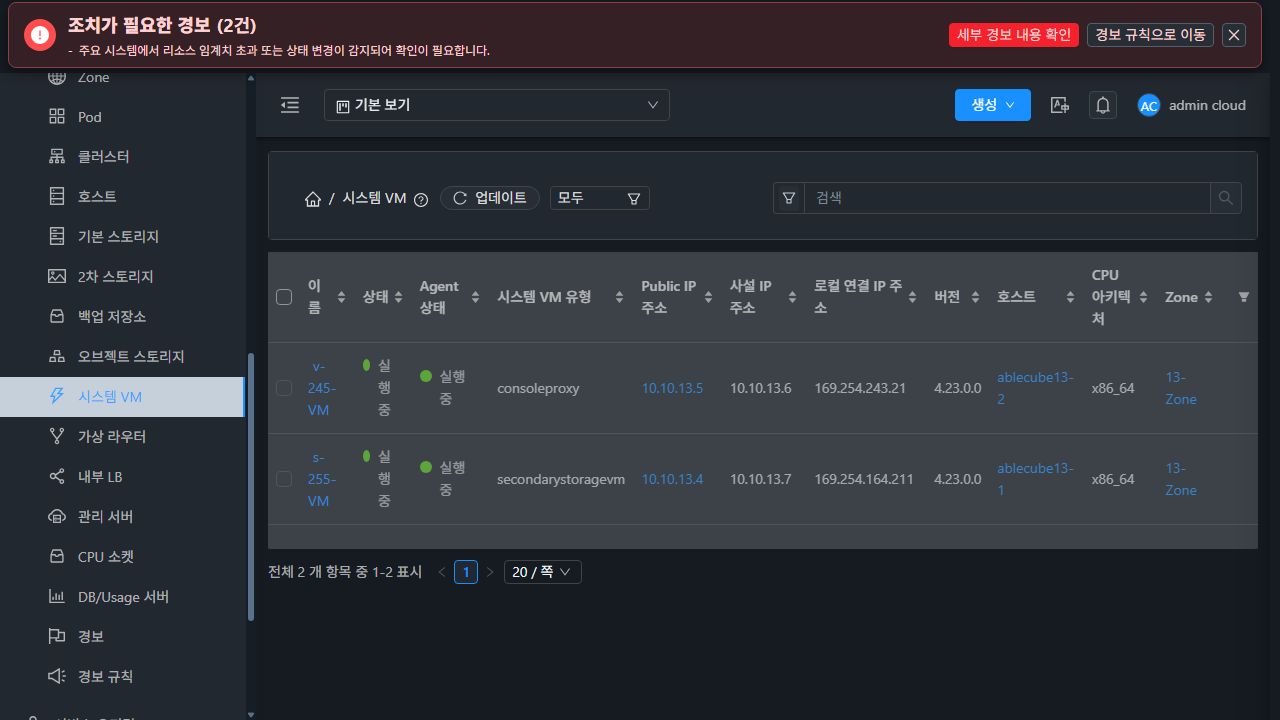 조치가 필요한 경보 (2건)
- 주요 시스템에서 리소스 임계치 초과 또는 상태 변경이 감지되어 확인이 필요합니다.
세부 경보 내용 확인
경보 규칙으로 이동
Zone
Pod
클러스터
호스트
기본 스토리지
2차 스토리지
백업 저장소
오브젝트 스토리지
시스템 VM
가상 라우터
내부 LB
관리 서버
CPU 소켓
DB/Usage 서버
경보
경보 규칙
기본 보기
생성
AC
admin cloud
/ 시스템 VM
업데이트
모두
검색
이
름
상태
Agent
상태
시스템 VM 유형
Public IP
주소
사설 IP
주소
로컬 연결 IP 주
소
버전
호스트
CPU
아키텍
처
Zone
v-
245-
VM
실
행
중
실행
중
consoleproxy
10.10.13.5
10.10.13.6
169.254.243.21
4.23.0.0
ablecube13-
2
x86_64
13-
Zone
s-
255-
VM
실
행
중
실행
중
secondarystoragevm
10.10.13.4
10.10.13.7
169.254.164.211
4.23.0.0
ablecube13-
1
x86_64
13-
Zone
전체 2 개 항목 중 1-2 표시
1
20 / 쪽